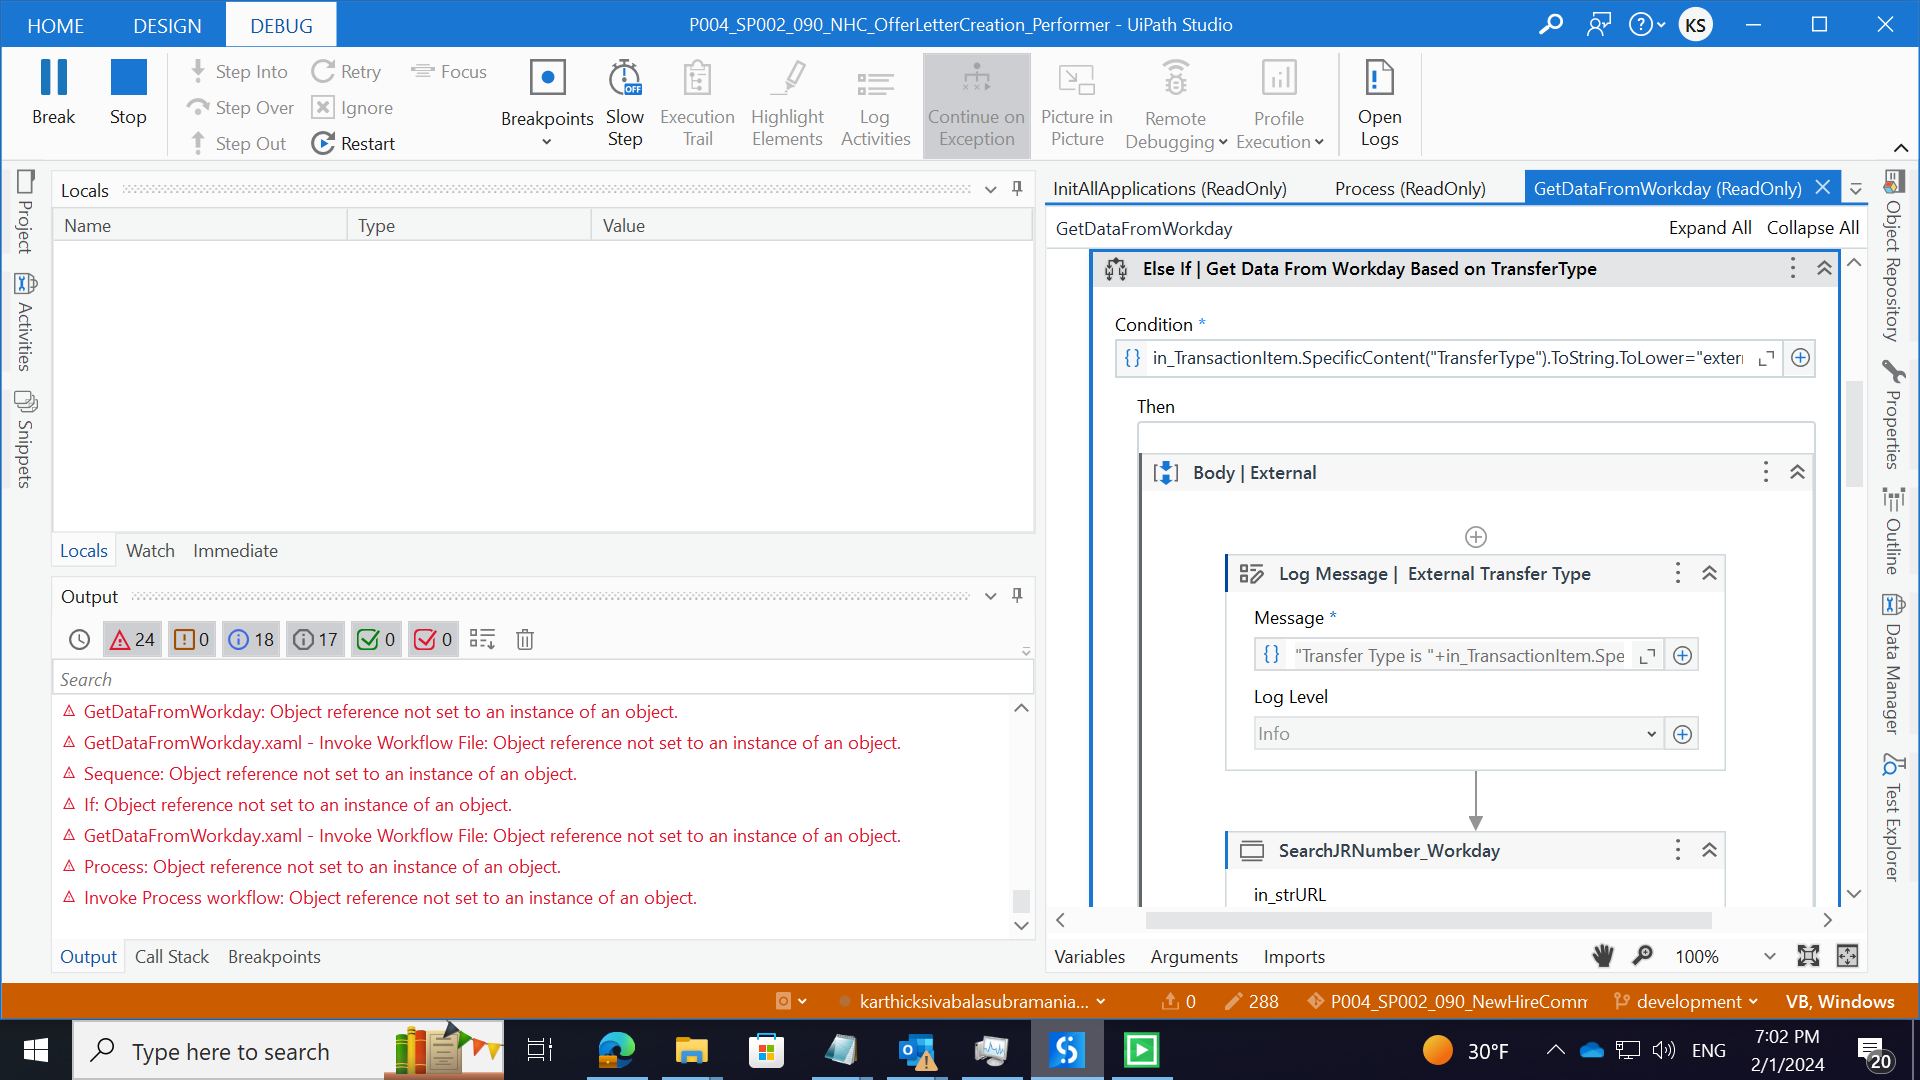 HOME DESIGN DEBUG P004_SP002_090_NHC_OfferLetterCreation_Performer - UiPath Studio KS
Break
Stop
Step Into
Step Over
Step Out
Retry
Ignore
Restart
Focus
Breakpoints
OFF
Slow
Step
Execution
Trail
Highlight
Elements
Log
Activities
Continue on
Exception
Picture in
Picture
Remote
Debugging
Profile
Execution
Open
Logs
Project
Activities
Snippets
Locals
Name Type Value
Locals Watch Immediate
Output
24 0 18 17 0 0
Search
GetDataFromWorkday: Object reference not set to an instance of an object.
GetDataFromWorkday.xaml - Invoke Workflow File: Object reference not set to an instance of an object.
Sequence: Object reference not set to an instance of an object.
If: Object reference not set to an instance of an object.
GetDataFromWorkday.xaml - Invoke Workflow File: Object reference not set to an instance of an object.
Process: Object reference not set to an instance of an object.
Invoke Process workflow: Object reference not set to an instance of an object.
Output Call Stack Breakpoints
InitAllApplications (ReadOnly) Process (ReadOnly) GetDataFromWorkday (ReadOnly)
GetDataFromWorkday Expand All Collapse All
Else If | Get Data From Workday Based on TransferType
Condition *
{} in_TransactionItem.SpecificContent("TransferType").ToString.ToLower="exter
Then
Body | External
Log Message | External Transfer Type
Message *
{} "Transfer Type is "+in_TransactionItem.Spe
Log Level
Info
SearchJRNumber_Workday
in_strURL
Variables Arguments Imports 100%
Object Repository
Properties
Outline
Data Manager
Test Explorer
karthicksivabalasubramania... 0 288 P004_SP002_090_NewHireComm development VB, Windows
Type here to search
30°F ENG
7:02 PM
2/1/2024
20